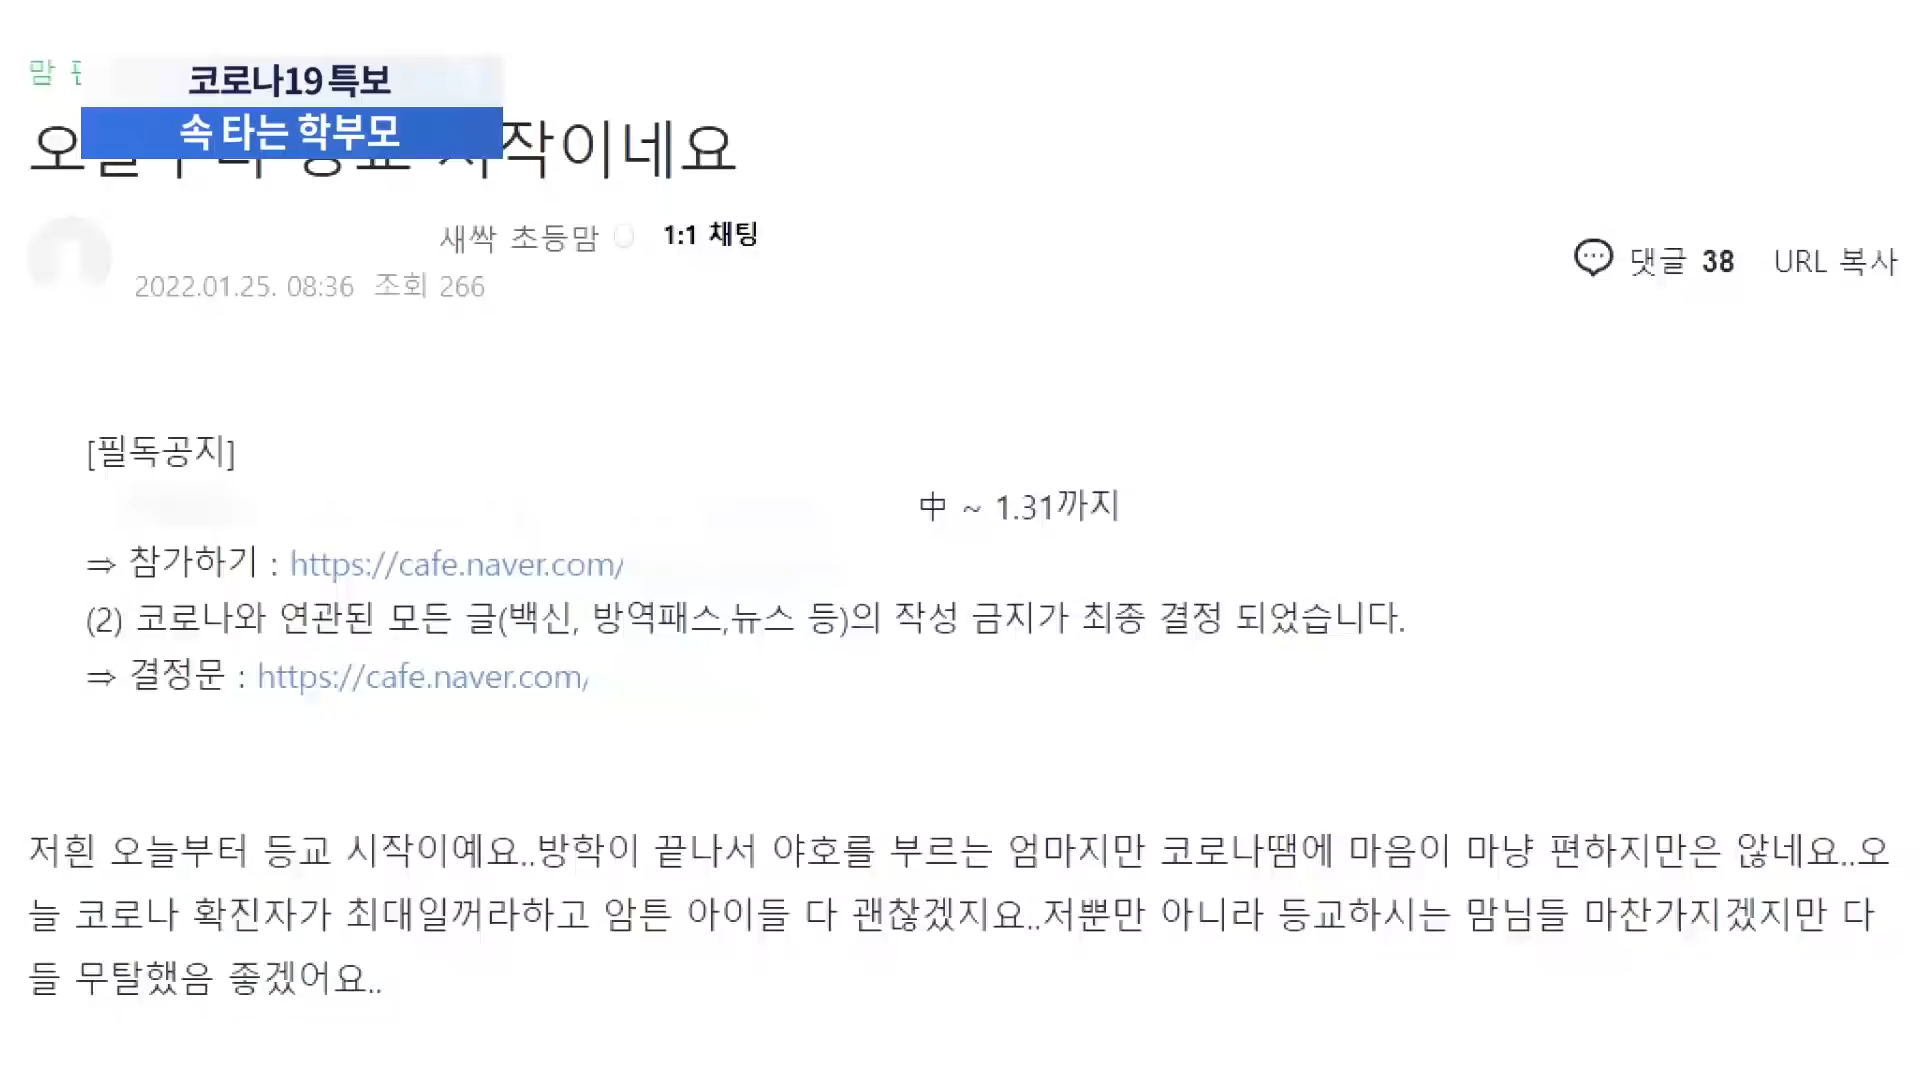 맘
코로나19 특보
속 타는 학부모
작이네요
새싹 초등맘 1:1 채팅
2022.01.25. 08:36 조회 266
댓글 38 URL 복사
[필독공지]
中 ~ 1.31까지
⇒ 참가하기 : https://cafe.naver.com/
(2) 코로나와 연관된 모든 글(백신, 방역패스,뉴스 등)의 작성 금지가 최종 결정 되었습니다.
⇒ 결정문 : https://cafe.naver.com/
저흰 오늘부터 등교 시작이예요..방학이 끝나서 야호를 부르는 엄마지만 코로나땜에 마음이 마냥 편하지만은 않네요..오
늘 코로나 확진자가 최대일꺼라하고 암튼 아이들 다 괜찮겠지요..저뿐만 아니라 등교하시는 맘님들 마찬가지겠지만 다
들 무탈했음 좋겠어요..